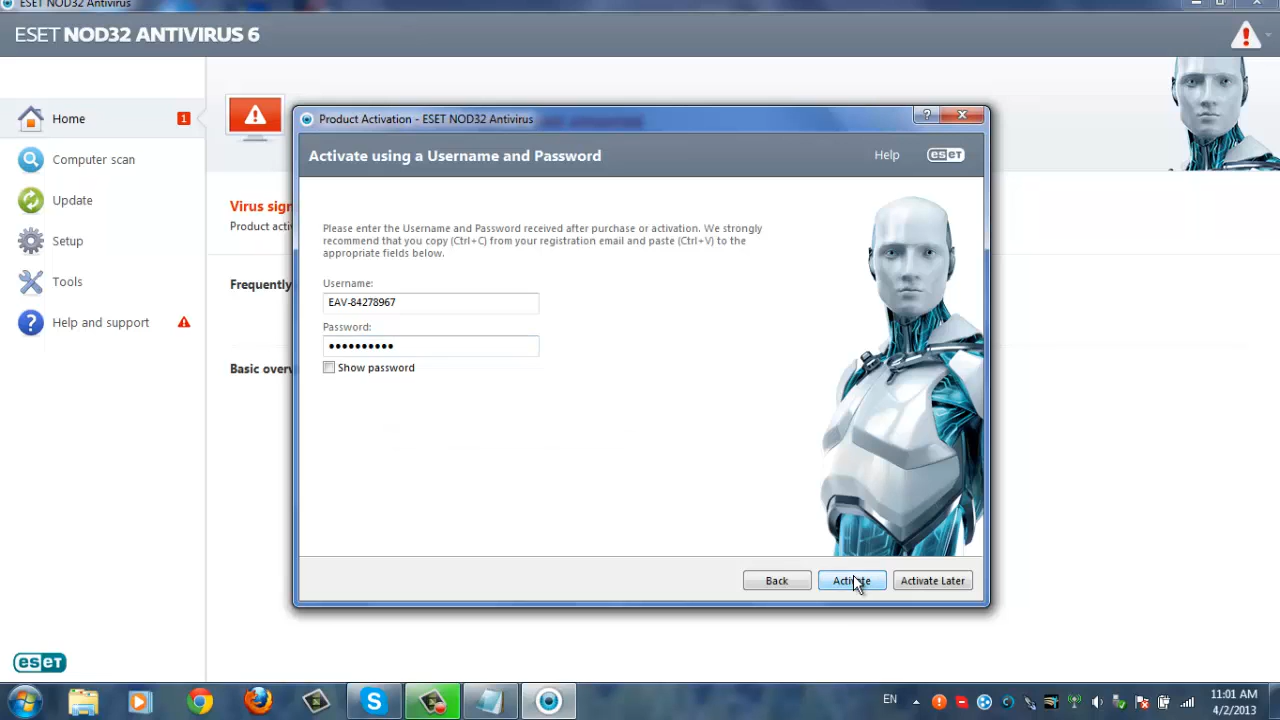 ESET NOD32 Antivirus
ESET NOD32 ANTIVIRUS 6
Home
1
Computer scan
Update
Setup
Tools
Help and support
Virus sign
Product acti
Frequently
Basic overv
Product Activation - ESET NOD32 Antivirus
Activate using a Username and Password
Help
eseT
Please enter the Username and Password received after purchase or activation. We strongly
recommend that you copy (Ctrl+C) from your registration email and paste (Ctrl+V) to the
appropriate fields below.
Username:
EAV-84278967
Password:
••••••••••
Show password
Back
Activate
Activate Later
eseT
EN
11:01 AM
4/2/2013